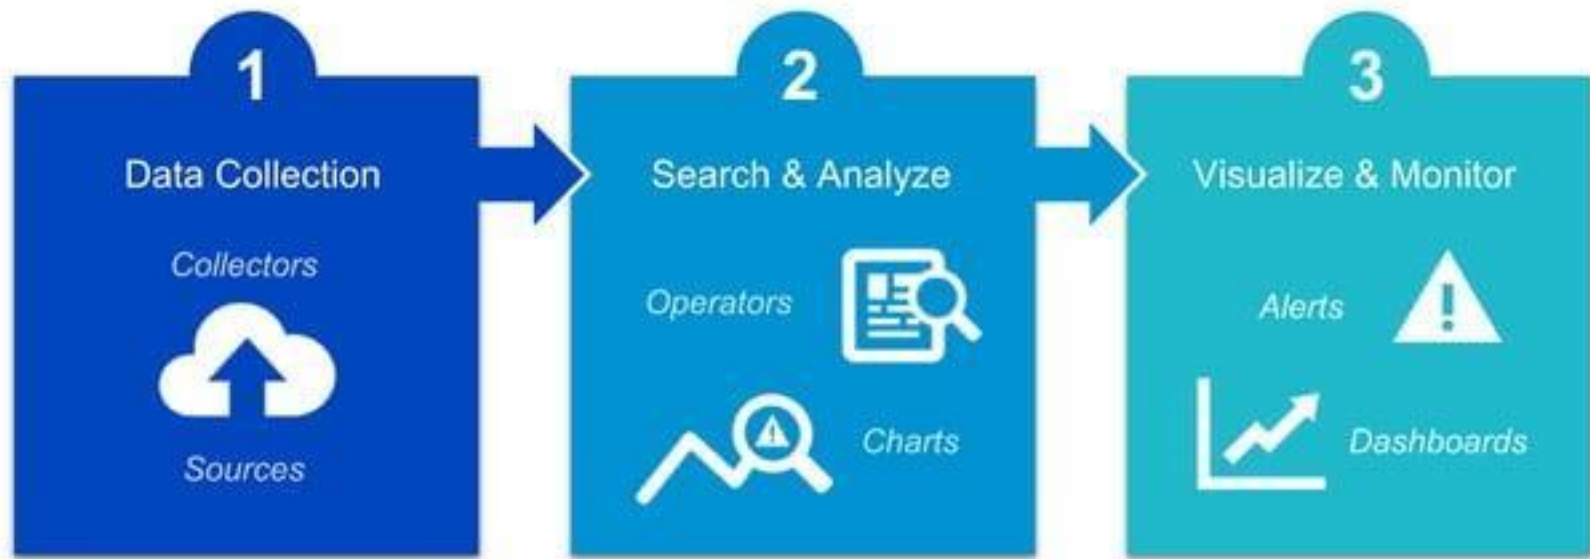 1
Data Collection
Collectors
Sources
2
Search & Analyze
Operators
Charts
3
Visualize & Monitor
Alerts
Dashboards